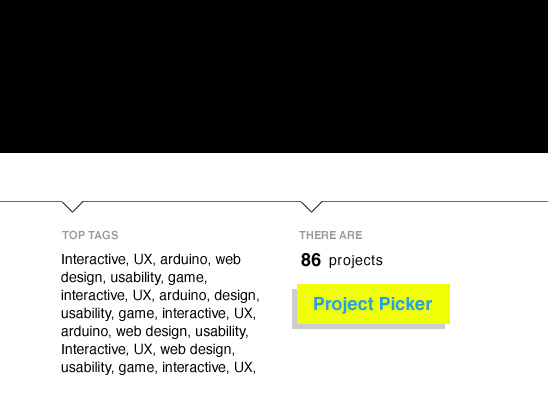 TOP TAGS
Interactive, UX, arduino, web
design, usability, game,
interactive, UX, arduino, design,
usability, game, interactive, UX,
arduino, web design, usability,
Interactive, UX, web design,
usability, game, interactive, UX,
THERE ARE
86 projects
Project Picker